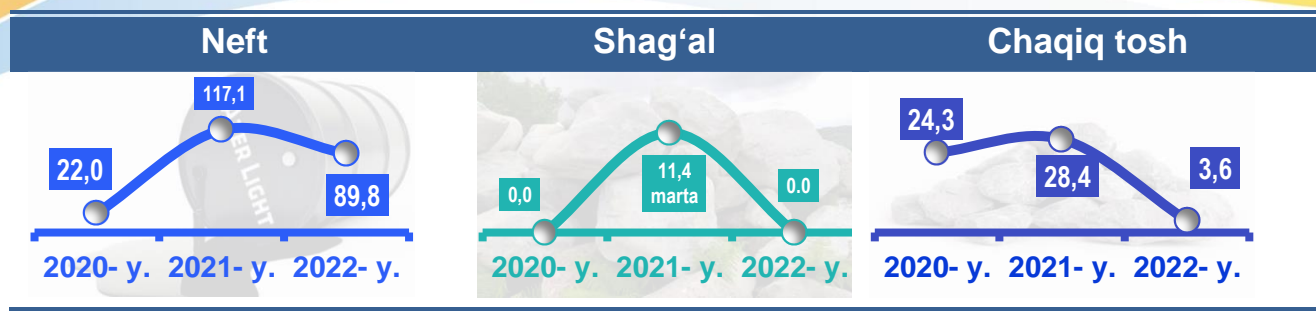 Neft
Shag‘al
Chaqiq tosh
22,0
117,1
89,8
2020- y. 2021- y. 2022- y.
0,0
11,4
marta
0.0
2020- y. 2021- y. 2022- y.
24,3
28,4
3,6
2020- y. 2021- y. 2022- y.